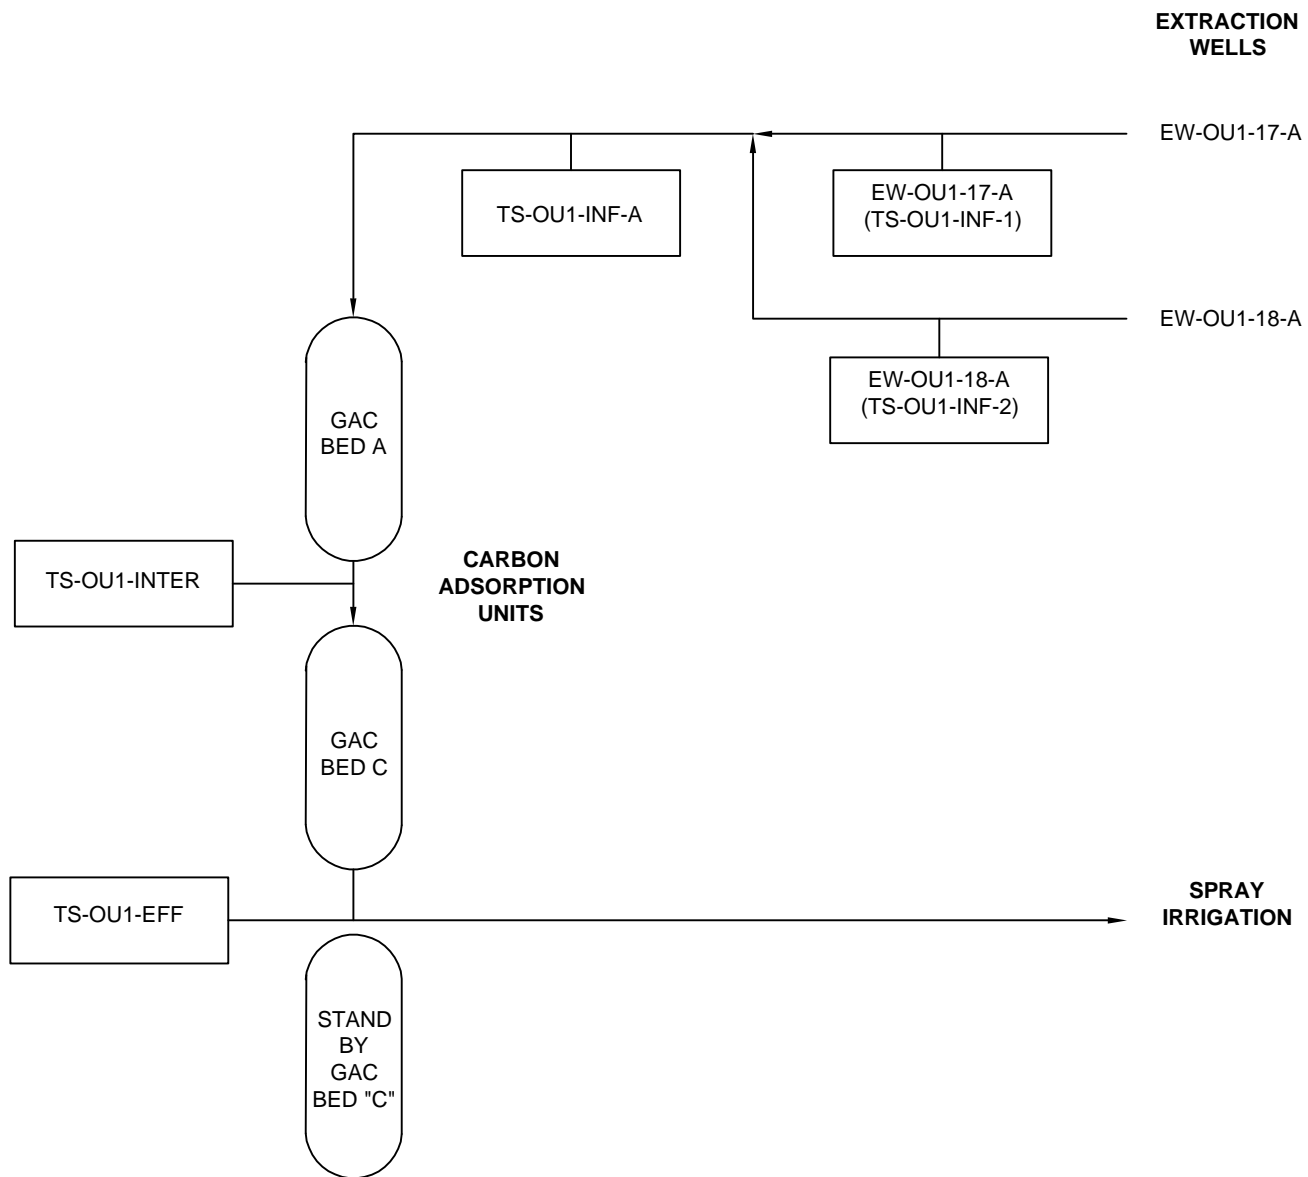 EXTRACTION
WELLS
EW-OU1-17-A
TS-OU1-INF-A
EW-OU1-17-A
(TS-OU1-INF-1)
EW-OU1-18-A
EW-OU1-18-A
(TS-OU1-INF-2)
GAC
BED A
TS-OU1-INTER
CARBON
ADSORPTION
UNITS
GAC
BED C
TS-OU1-EFF
SPRAY
IRRIGATION
STAND
BY
GAC
BED "C"